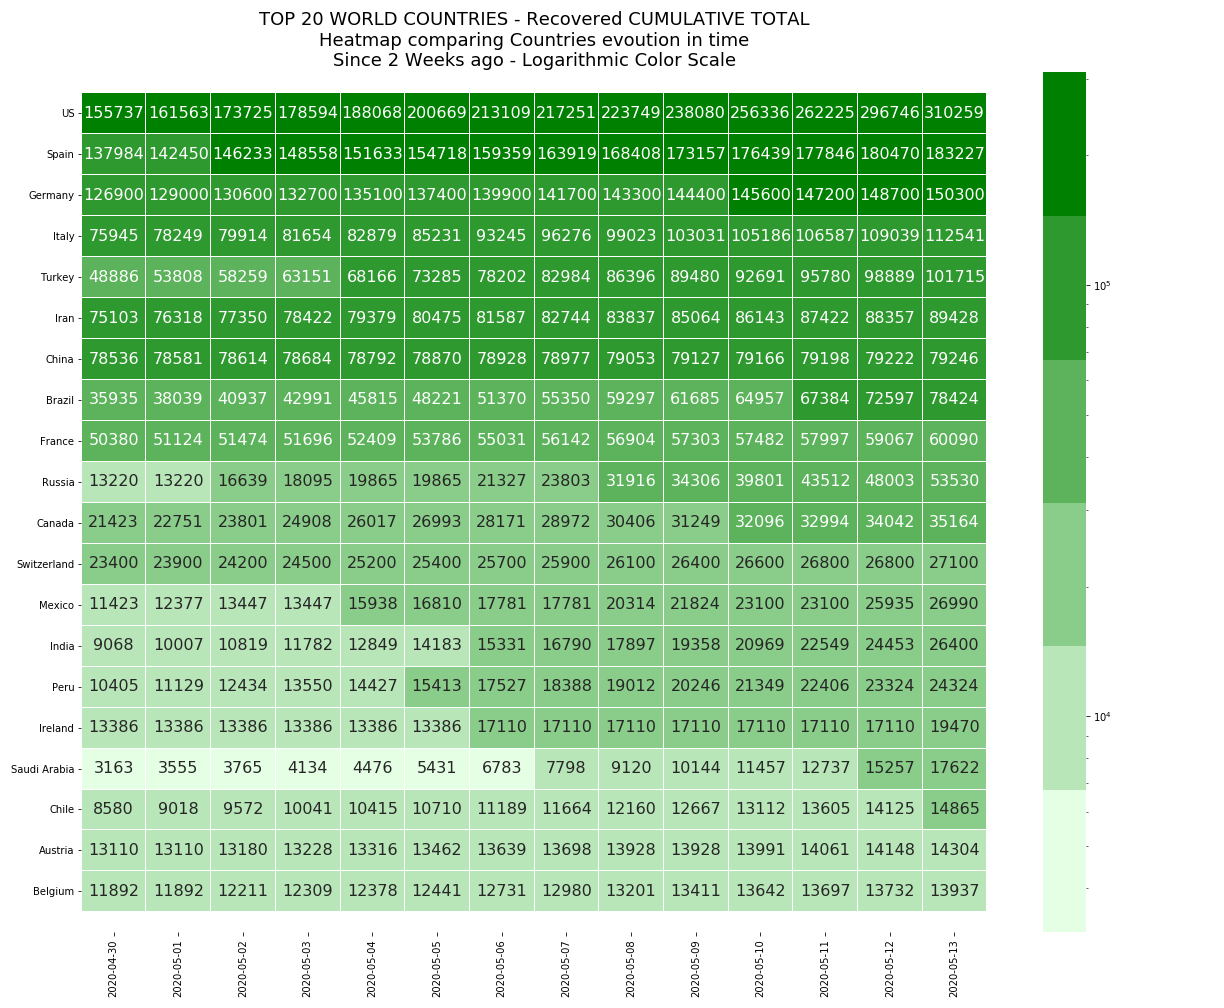 TOP 20 WORLD COUNTRIES - Recovered CUMULATIVE TOTAL
Heatmap comparing Countries evoution in time
Since 2 Weeks ago - Logarithmic Color Scale
US 155737 161563 173725 178594 188068 200669 213109 217251 223749 238080 256336 262225 296746 310259
Spain 137984 142450 146233 148558 151633 154718 159359 163919 168408 173157 176439 177846 180470 183227
Germany 126900 129000 130600 132700 135100 137400 139900 141700 143300 144400 145600 147200 148700 150300
Italy 75945 78249 79914 81654 82879 85231 93245 96276 99023 103031 105186 106587 109039 112541
Turkey 48886 53808 58259 63151 68166 73285 78202 82984 86396 89480 92691 95780 98889 101715
Iran 75103 76318 77350 78422 79379 80475 81587 82744 83837 85064 86143 87422 88357 89428
10⁵
China 78536 78581 78614 78684 78792 78870 78928 78977 79053 79127 79166 79198 79222 79246
Brazil 35935 38039 40937 42991 45815 48221 51370 55350 59297 61685 64957 67384 72597 78424
France 50380 51124 51474 51696 52409 53786 55031 56142 56904 57303 57482 57997 59067 60090
Russia 13220 13220 16639 18095 19865 19865 21327 23803 31916 34306 39801 43512 48003 53530
Canada 21423 22751 23801 24908 26017 26993 28171 28972 30406 31249 32096 32994 34042 35164
Switzerland 23400 23900 24200 24500 25200 25400 25700 25900 26100 26400 26600 26800 26800 27100
Mexico 11423 12377 13447 13447 15938 16810 17781 17781 20314 21824 23100 23100 25935 26990
India 9068 10007 10819 11782 12849 14183 15331 16790 17897 19358 20969 22549 24453 26400
Peru 10405 11129 12434 13550 14427 15413 17527 18388 19012 20246 21349 22406 23324 24324
Ireland 13386 13386 13386 13386 13386 13386 17110 17110 17110 17110 17110 17110 17110 19470
10⁴
Saudi Arabia 3163 3555 3765 4134 4476 5431 6783 7798 9120 10144 11457 12737 15257 17622
Chile 8580 9018 9572 10041 10415 10710 11189 11664 12160 12667 13112 13605 14125 14865
Austria 13110 13110 13180 13228 13316 13462 13639 13698 13928 13928 13991 14061 14148 14304
Belgium 11892 11892 12211 12309 12378 12441 12731 12980 13201 13411 13642 13697 13732 13937
2020-04-30 2020-05-01 2020-05-02 2020-05-03 2020-05-04 2020-05-05 2020-05-06 2020-05-07 2020-05-08 2020-05-09 2020-05-10 2020-05-11 2020-05-12 2020-05-13